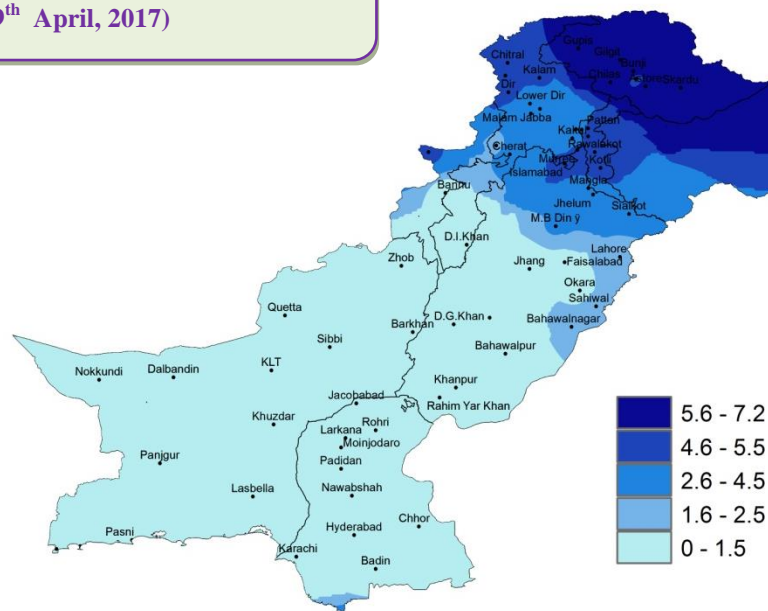 th April, 2017)
Gupis
Chitral
Gilgit
Kalam
Bunji
Chilas
Skardu
Dir
Lower Dir
Malam Jabba
Pattan
Cherat
Rawalakot
Kotli
Islamabad
Mangla
Bannu
Jhelum
Sialkot
M.B Din ÿ
D.I.Khan
Lahore
Zhob
Jhang
Faisalabad
Okara
Sahiwal
Quetta
Barkhan
D.G.Khan
Bahawalnagar
Sibbi
Bahawalpur
Nokkundi
Dalbandin
KLT
Khanpur
Jacobabad
Rahim Yar Khan
Khuzdar
Larkana
Rohri
Moinjodaro
Panjgur
Padidan
Lasbella
Nawabshah
Pasni
Hyderabad
Chhor
Karachi
Badin
5.6 - 7.2
4.6 - 5.5
2.6 - 4.5
1.6 - 2.5
0 - 1.5